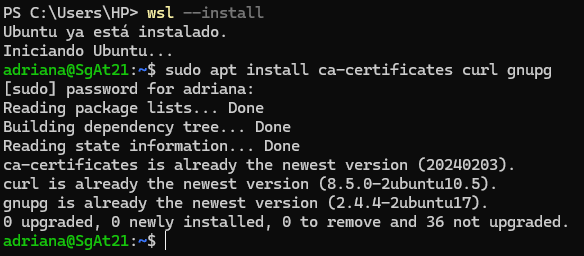 PS C:\Users\HP> wsl --install
Ubuntu ya está instalado.
Iniciando Ubuntu...
adriana@SgAt21:~$ sudo apt install ca-certificates curl gnupg
[sudo] password for adriana:
Reading package lists... Done
Building dependency tree... Done
Reading state information... Done
ca-certificates is already the newest version (20240203).
curl is already the newest version (8.5.0-2ubuntu10.5).
gnupg is already the newest version (2.4.4-2ubuntu17).
0 upgraded, 0 newly installed, 0 to remove and 36 not upgraded.
adriana@SgAt21:~$